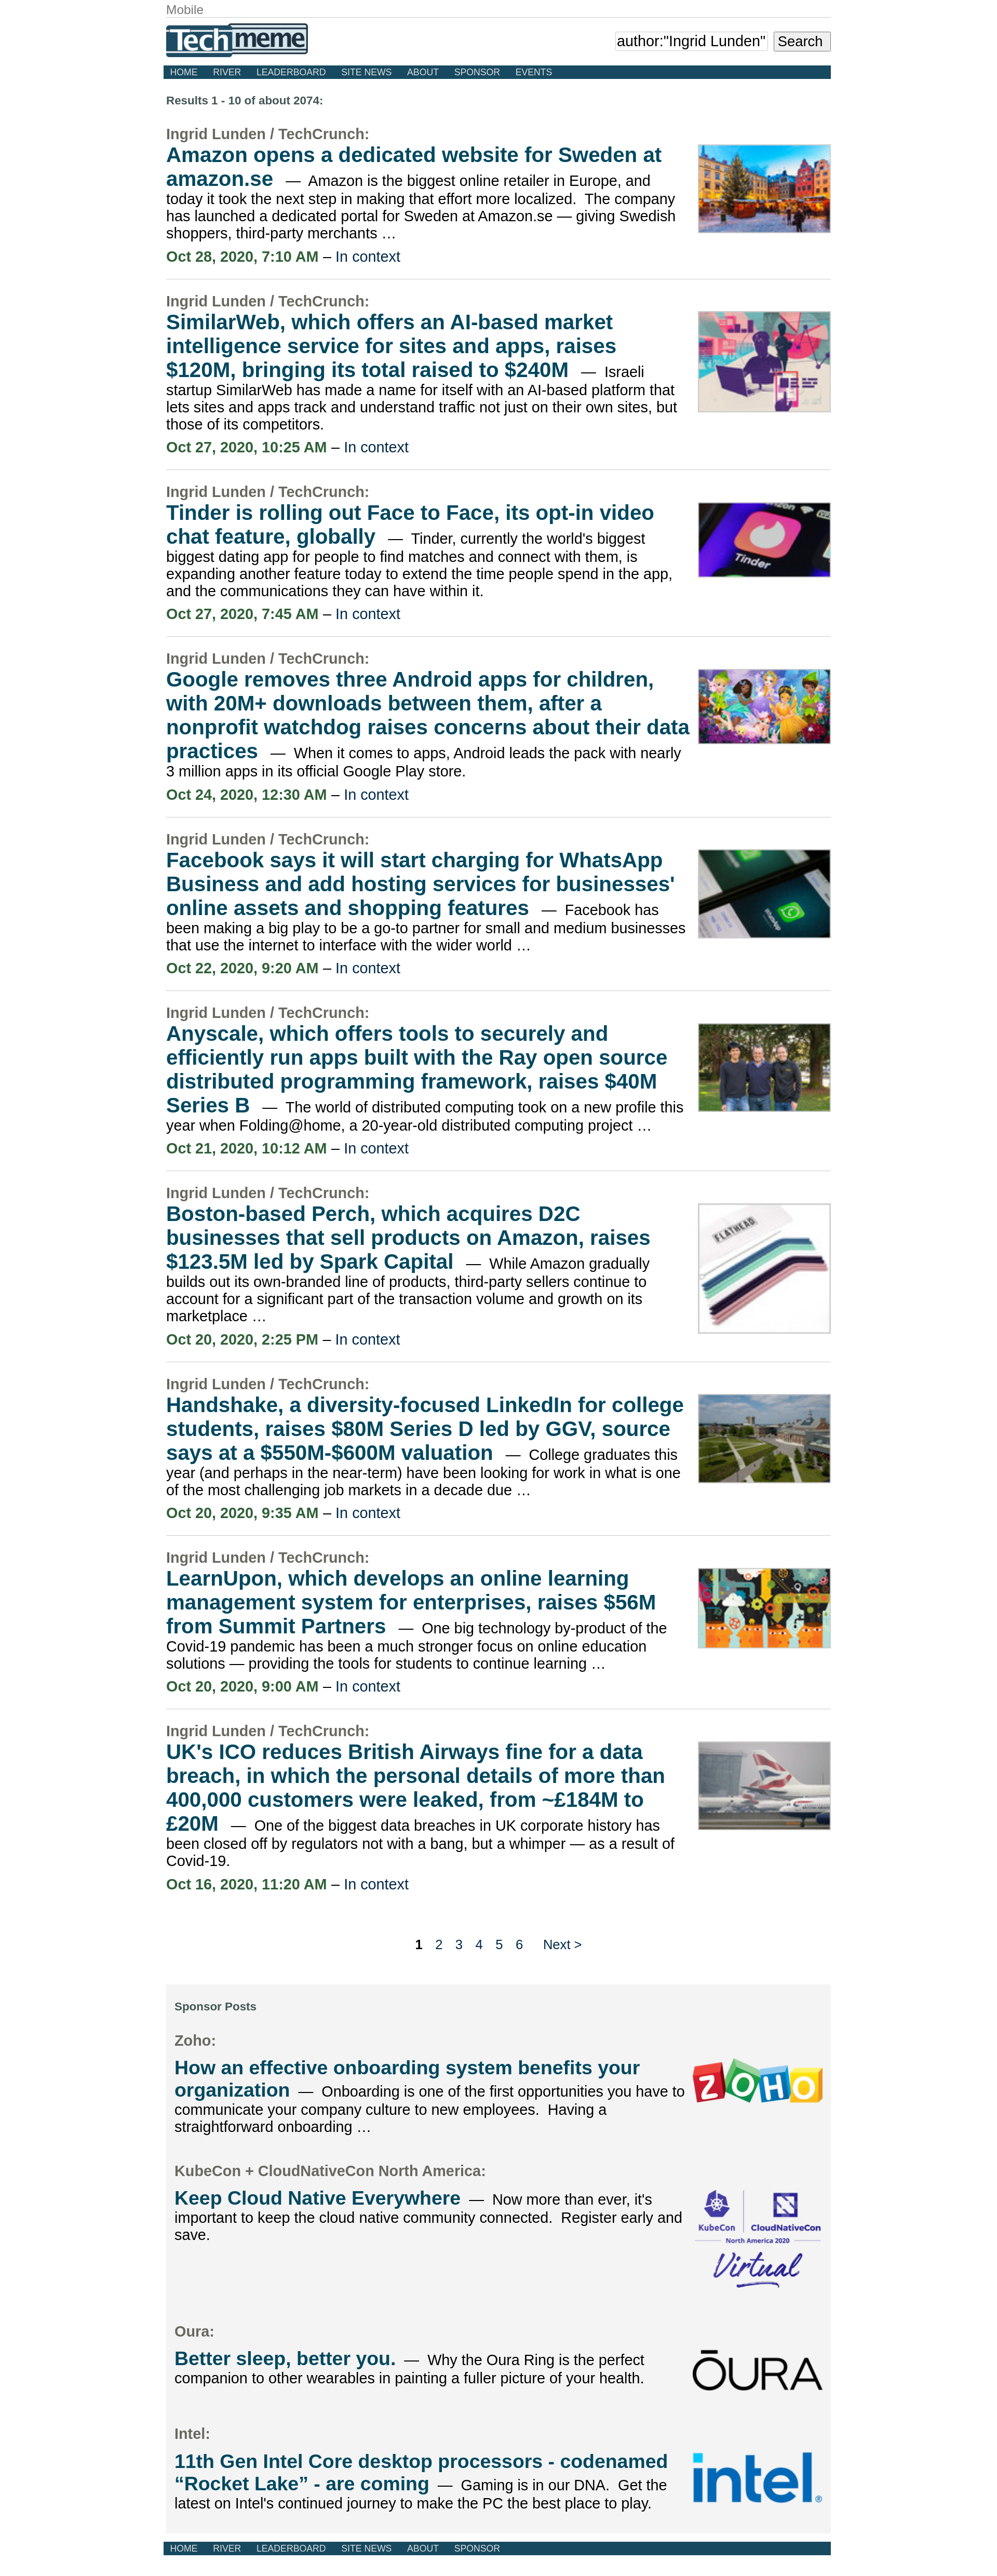 Mobile
Techmeme
author:"Ingrid Lunden"
Search
HOME RIVER LEADERBOARD SITE NEWS ABOUT SPONSOR EVENTS
Results 1 - 10 of about 2074:
Ingrid Lunden / TechCrunch:
Amazon opens a dedicated website for Sweden at
amazon.se — Amazon is the biggest online retailer in Europe, and
today it took the next step in making that effort more localized. The company
has launched a dedicated portal for Sweden at Amazon.se — giving Swedish
shoppers, third-party merchants …
Oct 28, 2020, 7:10 AM – In context
Ingrid Lunden / TechCrunch:
SimilarWeb, which offers an AI-based market
intelligence service for sites and apps, raises
$120M, bringing its total raised to $240M — Israeli
startup SimilarWeb has made a name for itself with an AI-based platform that
lets sites and apps track and understand traffic not just on their own sites, but
those of its competitors.
Oct 27, 2020, 10:25 AM – In context
Ingrid Lunden / TechCrunch:
Tinder is rolling out Face to Face, its opt-in video
chat feature, globally — Tinder, currently the world's biggest
biggest dating app for people to find matches and connect with them, is
expanding another feature today to extend the time people spend in the app,
and the communications they can have within it.
Tinder
Oct 27, 2020, 7:45 AM – In context
Ingrid Lunden / TechCrunch:
Google removes three Android apps for children,
with 20M+ downloads between them, after a
nonprofit watchdog raises concerns about their data
practices — When it comes to apps, Android leads the pack with nearly
3 million apps in its official Google Play store.
Oct 24, 2020, 12:30 AM – In context
Ingrid Lunden / TechCrunch:
Facebook says it will start charging for WhatsApp
Business and add hosting services for businesses'
online assets and shopping features — Facebook has
been making a big play to be a go-to partner for small and medium businesses
that use the internet to interface with the wider world …
Oct 22, 2020, 9:20 AM – In context
Ingrid Lunden / TechCrunch:
Anyscale, which offers tools to securely and
efficiently run apps built with the Ray open source
distributed programming framework, raises $40M
Series B — The world of distributed computing took on a new profile this
year when Folding@home, a 20-year-old distributed computing project …
Oct 21, 2020, 10:12 AM – In context
Ingrid Lunden / TechCrunch:
Boston-based Perch, which acquires D2C
businesses that sell products on Amazon, raises
$123.5M led by Spark Capital — While Amazon gradually
builds out its own-branded line of products, third-party sellers continue to
account for a significant part of the transaction volume and growth on its
marketplace …
FLATHEAD
Oct 20, 2020, 2:25 PM – In context
Ingrid Lunden / TechCrunch:
Handshake, a diversity-focused LinkedIn for college
students, raises $80M Series D led by GGV, source
says at a $550M-$600M valuation — College graduates this
year (and perhaps in the near-term) have been looking for work in what is one
of the most challenging job markets in a decade due …
Oct 20, 2020, 9:35 AM – In context
Ingrid Lunden / TechCrunch:
LearnUpon, which develops an online learning
management system for enterprises, raises $56M
from Summit Partners — One big technology by-product of the
Covid-19 pandemic has been a much stronger focus on online education
solutions — providing the tools for students to continue learning …
Oct 20, 2020, 9:00 AM – In context
Ingrid Lunden / TechCrunch:
UK's ICO reduces British Airways fine for a data
breach, in which the personal details of more than
400,000 customers were leaked, from ~£184M to
£20M — One of the biggest data breaches in UK corporate history has
been closed off by regulators not with a bang, but a whimper — as a result of
Covid-19.
Oct 16, 2020, 11:20 AM – In context
1 2 3 4 5 6 Next >
Sponsor Posts
Zoho:
How an effective onboarding system benefits your
organization — Onboarding is one of the first opportunities you have to
communicate your company culture to new employees. Having a
straightforward onboarding …
ZOHO
KubeCon + CloudNativeCon North America:
Keep Cloud Native Everywhere — Now more than ever, it's
important to keep the cloud native community connected. Register early and
save.
KubeCon CloudNativeCon
North America 2020
Virtual
Oura:
Better sleep, better you. — Why the Oura Ring is the perfect
companion to other wearables in painting a fuller picture of your health.
ŌURA
Intel:
11th Gen Intel Core desktop processors - codenamed
“Rocket Lake” - are coming — Gaming is in our DNA. Get the
latest on Intel's continued journey to make the PC the best place to play.
intel®
HOME RIVER LEADERBOARD SITE NEWS ABOUT SPONSOR